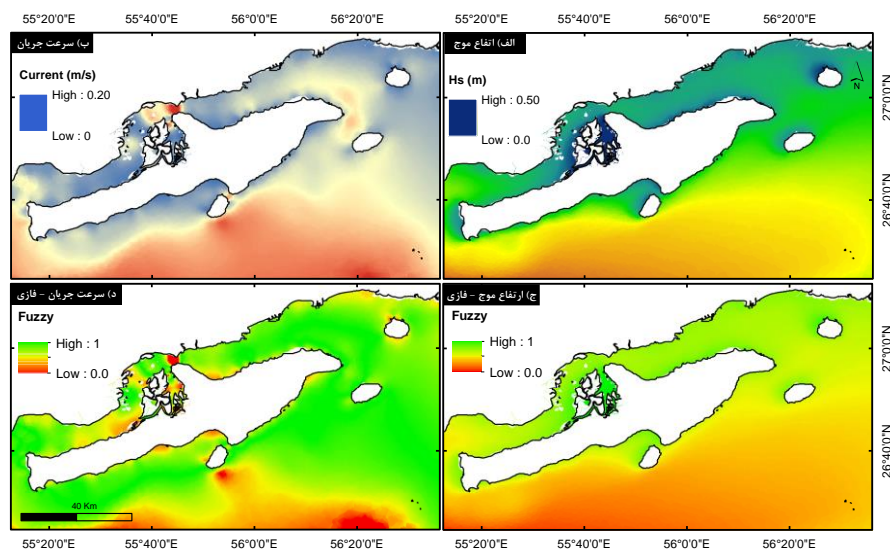 55°20'0"E 55°40'0"E 56°0'0"E 56°20'0"E 55°20'0"E 55°40'0"E 56°0'0"E 56°20'0"E
ب) سرعت جریان
Current (m/s)
High : 0.20
Low : 0
الف) اتفاع موج
Hs (m)
High : 0.50
Low : 0.0
N
27°0'0"N
26°40'0"N
د) سرعت جریان - فازی
Fuzzy
High : 1
Low : 0.0
40 Km
ج) ارتفاع موج - فازی
Fuzzy
High : 1
Low : 0.0
27°0'0"N
26°40'0"N
55°20'0"E 55°40'0"E 56°0'0"E 56°20'0"E 55°20'0"E 55°40'0"E 56°0'0"E 56°20'0"E